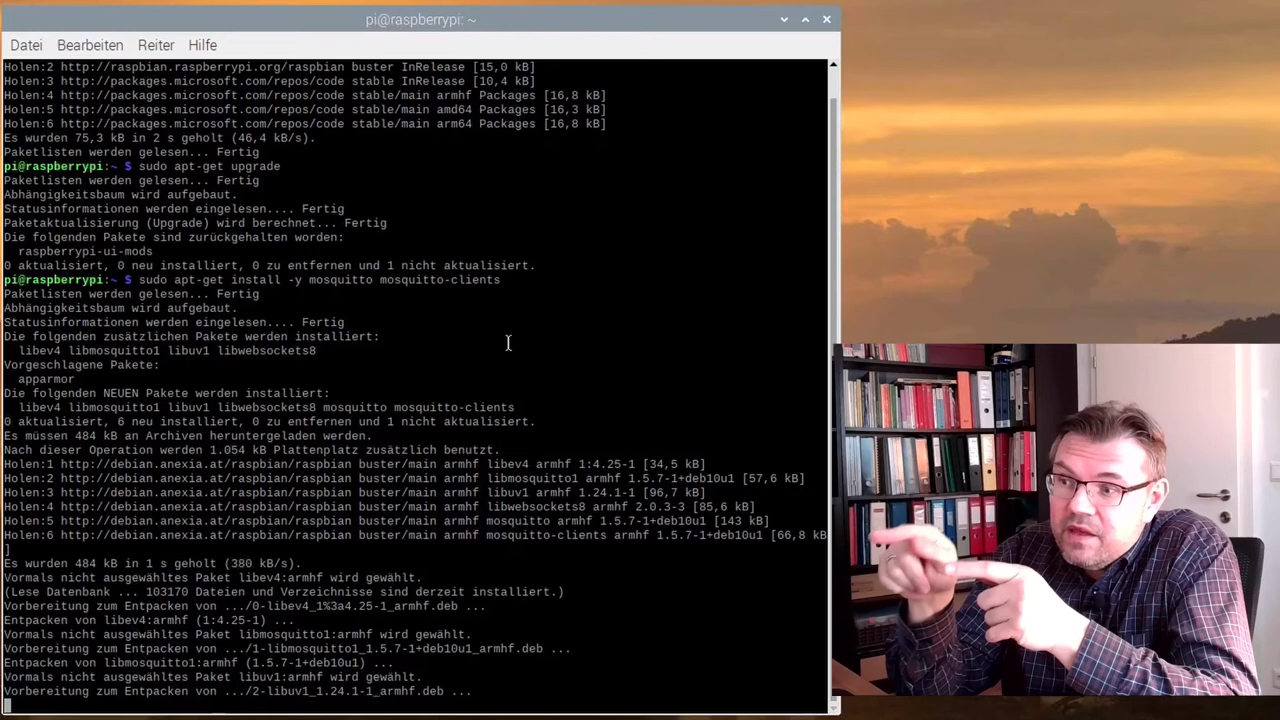 pi@raspberrypi: ~
Datei Bearbeiten Reiter Hilfe
Holen:2 http://raspbian.raspberrypi.org/raspbian buster InRelease [15,0 kB]
Holen:3 http://packages.microsoft.com/repos/code stable InRelease [10,4 kB]
Holen:4 http://packages.microsoft.com/repos/code stable/main armhf Packages [16,8 kB]
Holen:5 http://packages.microsoft.com/repos/code stable/main amd64 Packages [16,3 kB]
Holen:6 http://packages.microsoft.com/repos/code stable/main arm64 Packages [16,8 kB]
Es wurden 75,3 kB in 2 s geholt (46,4 kB/s).
Paketlisten werden gelesen... Fertig
pi@raspberrypi:~ $ sudo apt-get upgrade
Paketlisten werden gelesen... Fertig
Abhängigkeitsbaum wird aufgebaut.
Statusinformationen werden eingelesen.... Fertig
Paketaktualisierung (Upgrade) wird berechnet... Fertig
Die folgenden Pakete sind zurückgehalten worden:
raspberrypi-ui-mods
0 aktualisiert, 0 neu installiert, 0 zu entfernen und 1 nicht aktualisiert.
pi@raspberrypi:~ $ sudo apt-get install -y mosquitto mosquitto-clients
Paketlisten werden gelesen... Fertig
Abhängigkeitsbaum wird aufgebaut.
Statusinformationen werden eingelesen.... Fertig
Die folgenden zusätzlichen Pakete werden installiert:
libev4 libmosquitto1 libuv1 libwebsockets8
Vorgeschlagene Pakete:
apparmor
Die folgenden NEUEN Pakete werden installiert:
libev4 libmosquitto1 libuv1 libwebsockets8 mosquitto mosquitto-clients
0 aktualisiert, 6 neu installiert, 0 zu entfernen und 1 nicht aktualisiert.
Es müssen 484 kB an Archiven heruntergeladen werden.
Nach dieser Operation werden 1.054 kB Plattenplatz zusätzlich benutzt.
Holen:1 http://debian.anexia.at/raspbian/raspbian buster/main armhf libev4 armhf 1:4.25-1 [34,5 kB]
Holen:2 http://debian.anexia.at/raspbian/raspbian buster/main armhf libmosquitto1 armhf 1.5.7-1+deb10u1 [57,6 kB]
Holen:3 http://debian.anexia.at/raspbian/raspbian buster/main armhf libuv1 armhf 1.24.1-1 [96,7 kB]
Holen:4 http://debian.anexia.at/raspbian/raspbian buster/main armhf libwebsockets8 armhf 2.0.3-3 [85,6 kB]
Holen:5 http://debian.anexia.at/raspbian/raspbian buster/main armhf mosquitto armhf 1.5.7-1+deb10u1 [143 kB]
Holen:6 http://debian.anexia.at/raspbian/raspbian buster/main armhf mosquitto-clients armhf 1.5.7-1+deb10u1 [66,8 kB
]
Es wurden 484 kB in 1 s geholt (380 kB/s).
Vormals nicht ausgewähltes Paket libev4:armhf wird gewählt.
(Lese Datenbank ... 103170 Dateien und Verzeichnisse sind derzeit installiert.)
Vorbereitung zum Entpacken von .../0-libev4_1%3a4.25-1_armhf.deb ...
Entpacken von libev4:armhf (1:4.25-1) ...
Vormals nicht ausgewähltes Paket libmosquitto1:armhf wird gewählt.
Vorbereitung zum Entpacken von .../1-libmosquitto1_1.5.7-1+deb10u1_armhf.deb ...
Entpacken von libmosquitto1:armhf (1.5.7-1+deb10u1) ...
Vormals nicht ausgewähltes Paket libuv1:armhf wird gewählt.
Vorbereitung zum Entpacken von .../2-libuv1_1.24.1-1_armhf.deb ...